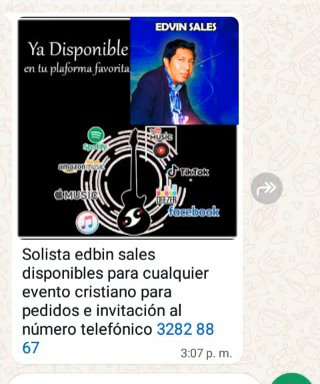 EDVIN SALES
Ya Disponible
en tu plaforma favorita
Spotify
Music
amazon music
TikTok
MUSIC
DEEZER
facebook
Solista edbin sales
disponibles para cualquier
evento cristiano para
pedidos e invitación al
número telefónico 3282 88
67
3:07 p. m.